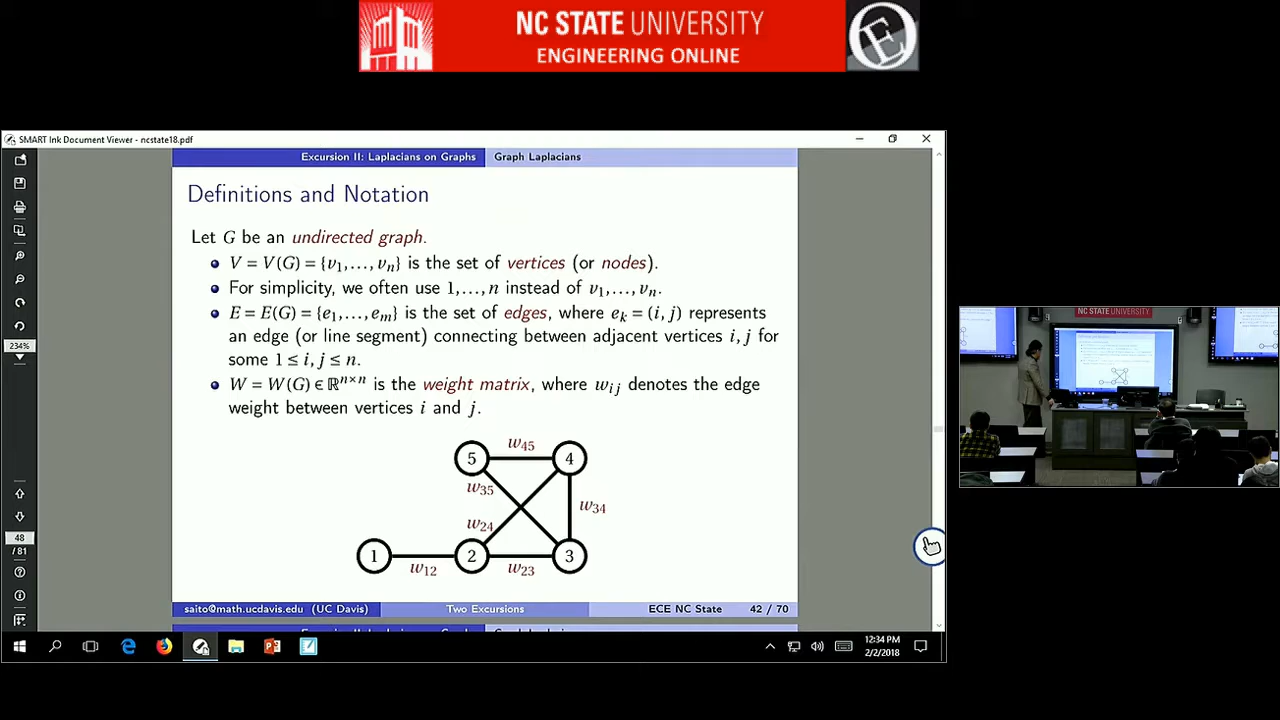 NC STATE UNIVERSITY
ENGINEERING ONLINE
SMART Ink Document Viewer - ncstate18.pdf
Excursion II: Laplacians on Graphs Graph Laplacians
Definitions and Notation
Let G be an undirected graph.
V = V(G) = {v₁,…,vₙ} is the set of vertices (or nodes).
For simplicity, we often use 1,…,n instead of v₁,…,vₙ.
E = E(G) = {e₁,…,eₘ} is the set of edges, where eₖ = (i, j) represents
an edge (or line segment) connecting between adjacent vertices i, j for
some 1 ≤ i, j ≤ n.
W = W(G) ∈ ℝⁿˣⁿ is the weight matrix, where wᵢⱼ denotes the edge
weight between vertices i and j.
w₄₅
5 4
w₃₅
w₃₄
w₂₄
1 2 3
w₁₂ w₂₃
saito@math.ucdavis.edu (UC Davis) Two Excursions ECE NC State 42 / 70
234%
48
/ 81
12:34 PM
2/2/2018
NC STATE UNIVERSITY